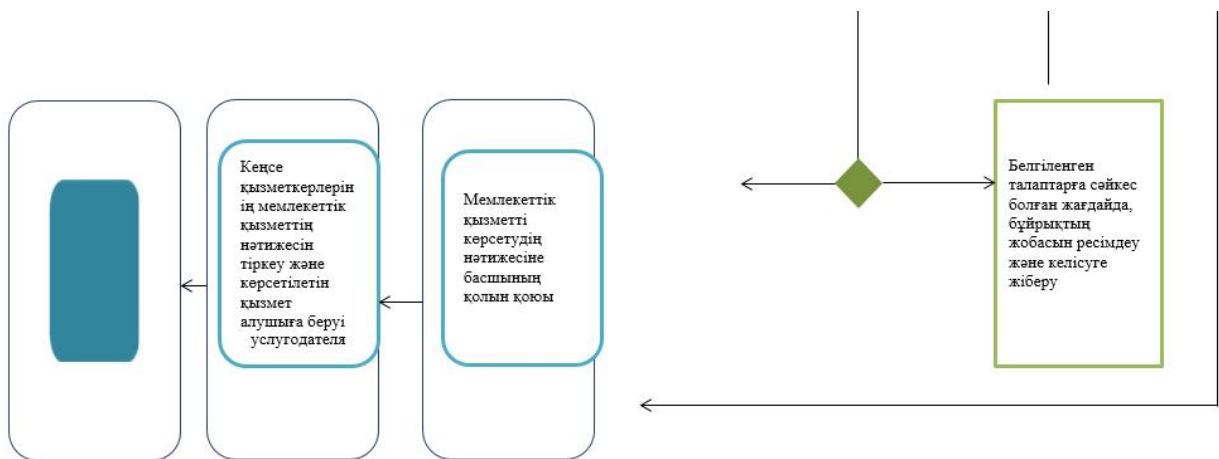 Кеңсе
қызметкерлерін
ің мемлекеттік
қызметтің
нәтижесін
тіркеу және
көрсетілетін
қызмет
алушыға беруі
услугодателя
Мемлекеттік
қызметті
көрсетудің
нәтижесіне
басшының
қолын қоюы
Белгіленген
талаптарға сәйкес
болған жағдайда,
бұйрықтың
жобасын ресімдеу
және келісуге
жіберу